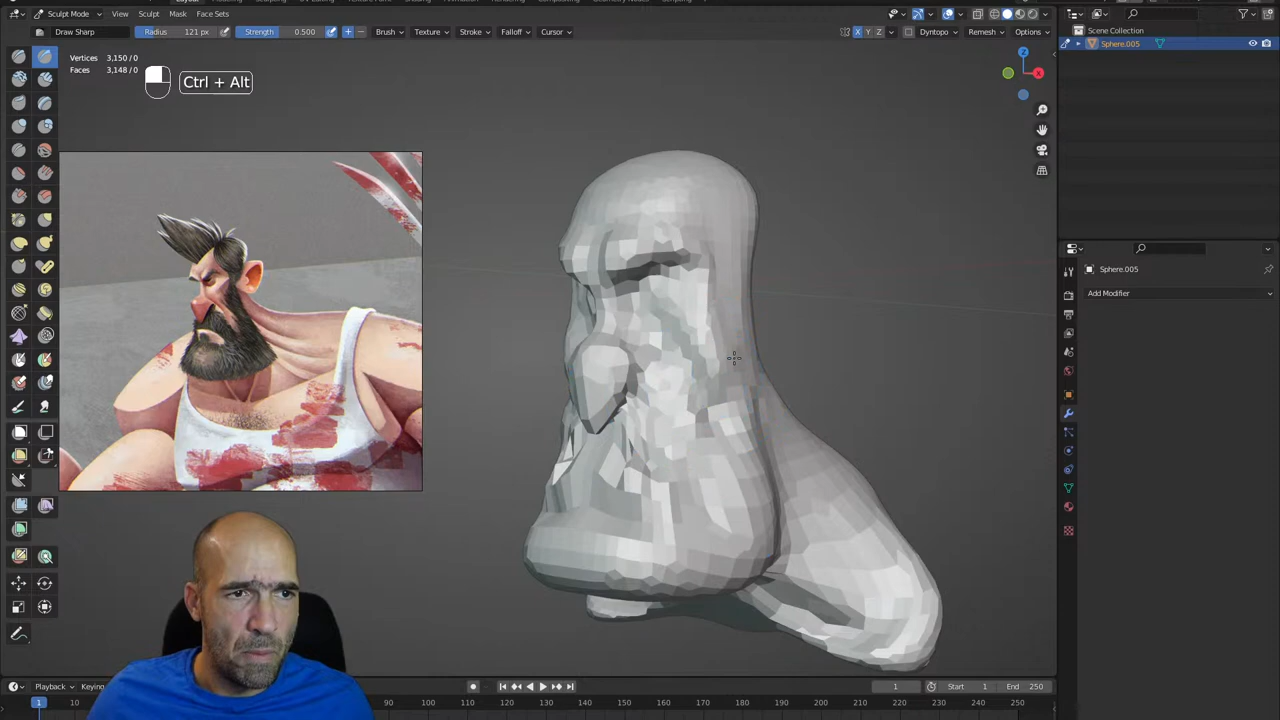 Sculpt Mode View Sculpt Mask Face Sets
Draw Sharp Radius 121 px Strength 0.500 Brush Texture Stroke Falloff Cursor
X Y Z Dyntopo Remesh Options
Vertices 3,150 / 0
Faces 3,148 / 0
Ctrl + Alt
Z
X
Scene Collection
Sphere.005
Sphere.005
Add Modifier
Playback Keying
1 Start 1 End 250
1 10 80 90 100 110 120 130 140 150 160 170 180 190 200 210 220 230 240 250